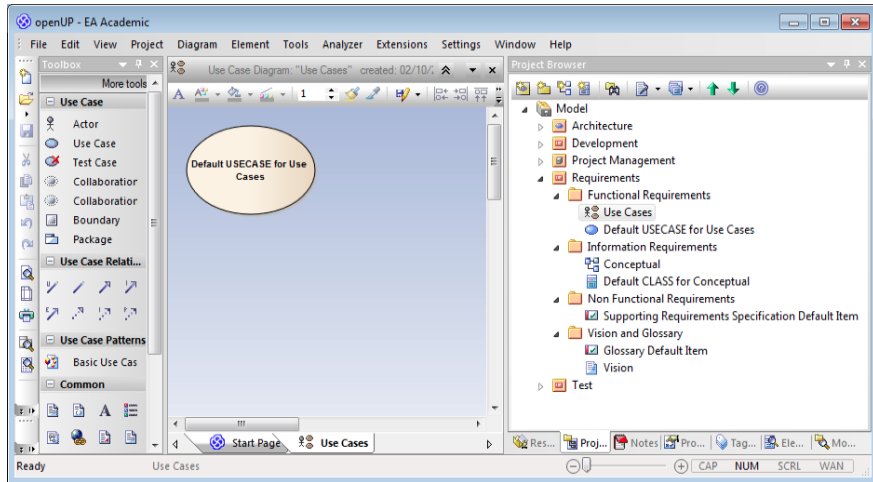 openUP - EA Academic
File Edit View Project Diagram Element Tools Analyzer Extensions Settings Window Help
Toolbox
More tools
Use Case
Actor
Use Case
Test Case
Collaboratior
Collaboratior
Boundary
Package
Use Case Relati...
Use Case Patterns
Basic Use Cas
Common
Use Case Diagram: "Use Cases" created: 02/10/
1
Default USECASE for Use
Cases
Start Page Use Cases
Project Browser
Model
Architecture
Development
Project Management
Requirements
Functional Requirements
Use Cases
Default USECASE for Use Cases
Information Requirements
Conceptual
Default CLASS for Conceptual
Non Functional Requirements
Supporting Requirements Specification Default Item
Vision and Glossary
Glossary Default Item
Vision
Test
Res... Proj... Notes Pro... Tag... Ele... Mo...
Ready Use Cases CAP NUM SCRL WAN